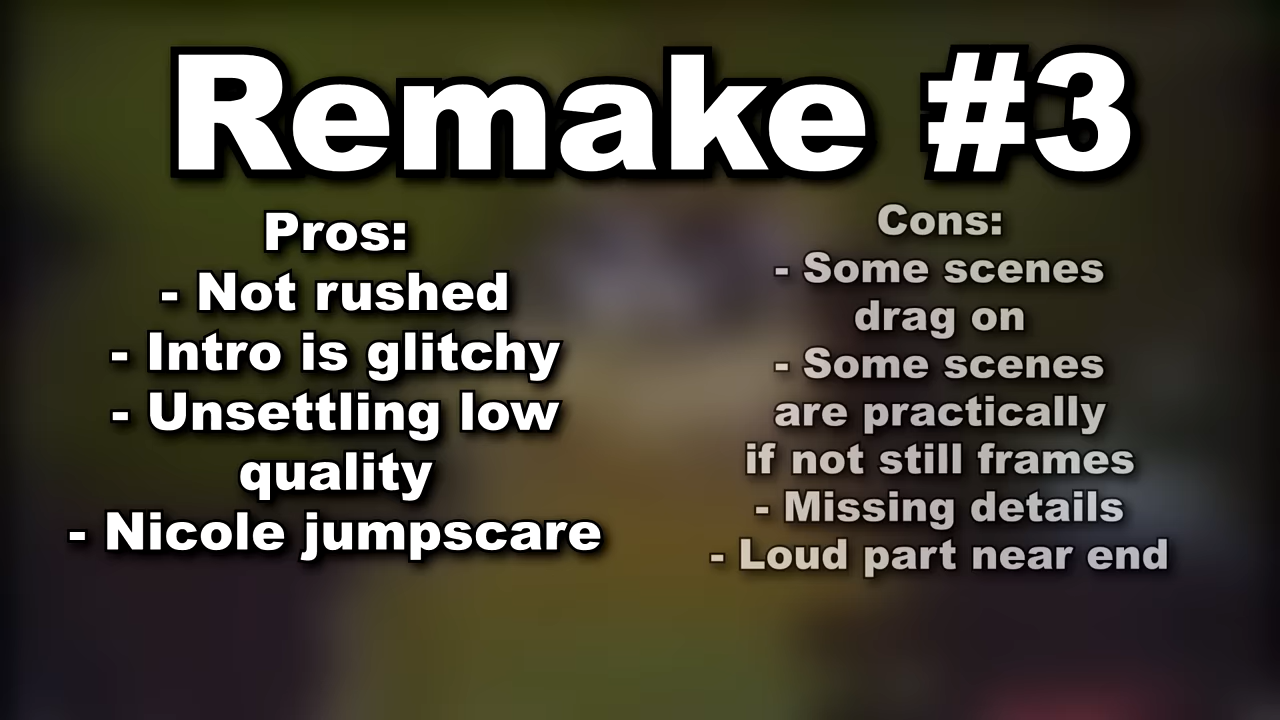 Remake #3
Pros:
- Not rushed
- Intro is glitchy
- Unsettling low
quality
- Nicole jumpscare
Cons:
- Some scenes
drag on
- Some scenes
are practically
if not still frames
- Missing details
- Loud part near end